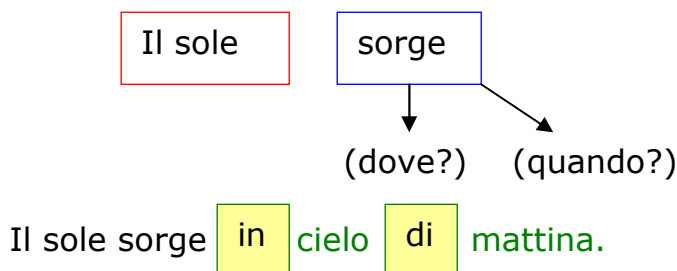 Il sole sorge
(dove?) (quando?)
Il sole sorge in cielo di mattina.